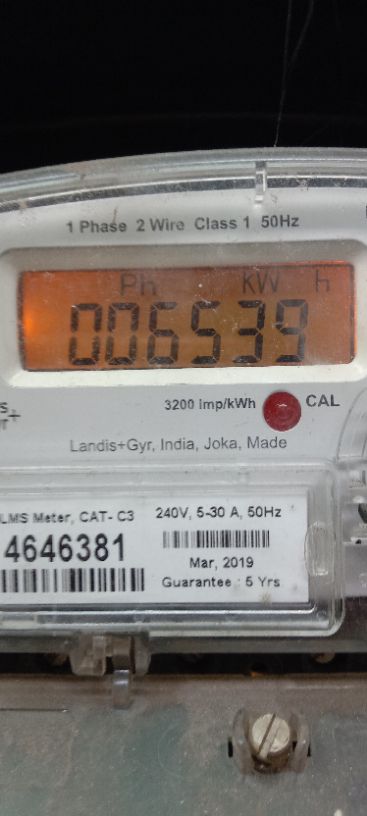 1 Phase 2 Wire Class 1 50Hz
Ph kW h
006539
3200 imp/kWh CAL
Landis+Gyr, India, Joka, Made
LMS Meter, CAT- C3
4646381
240V, 5-30 A, 50Hz
Mar, 2019
Guarantee : 5 Yrs